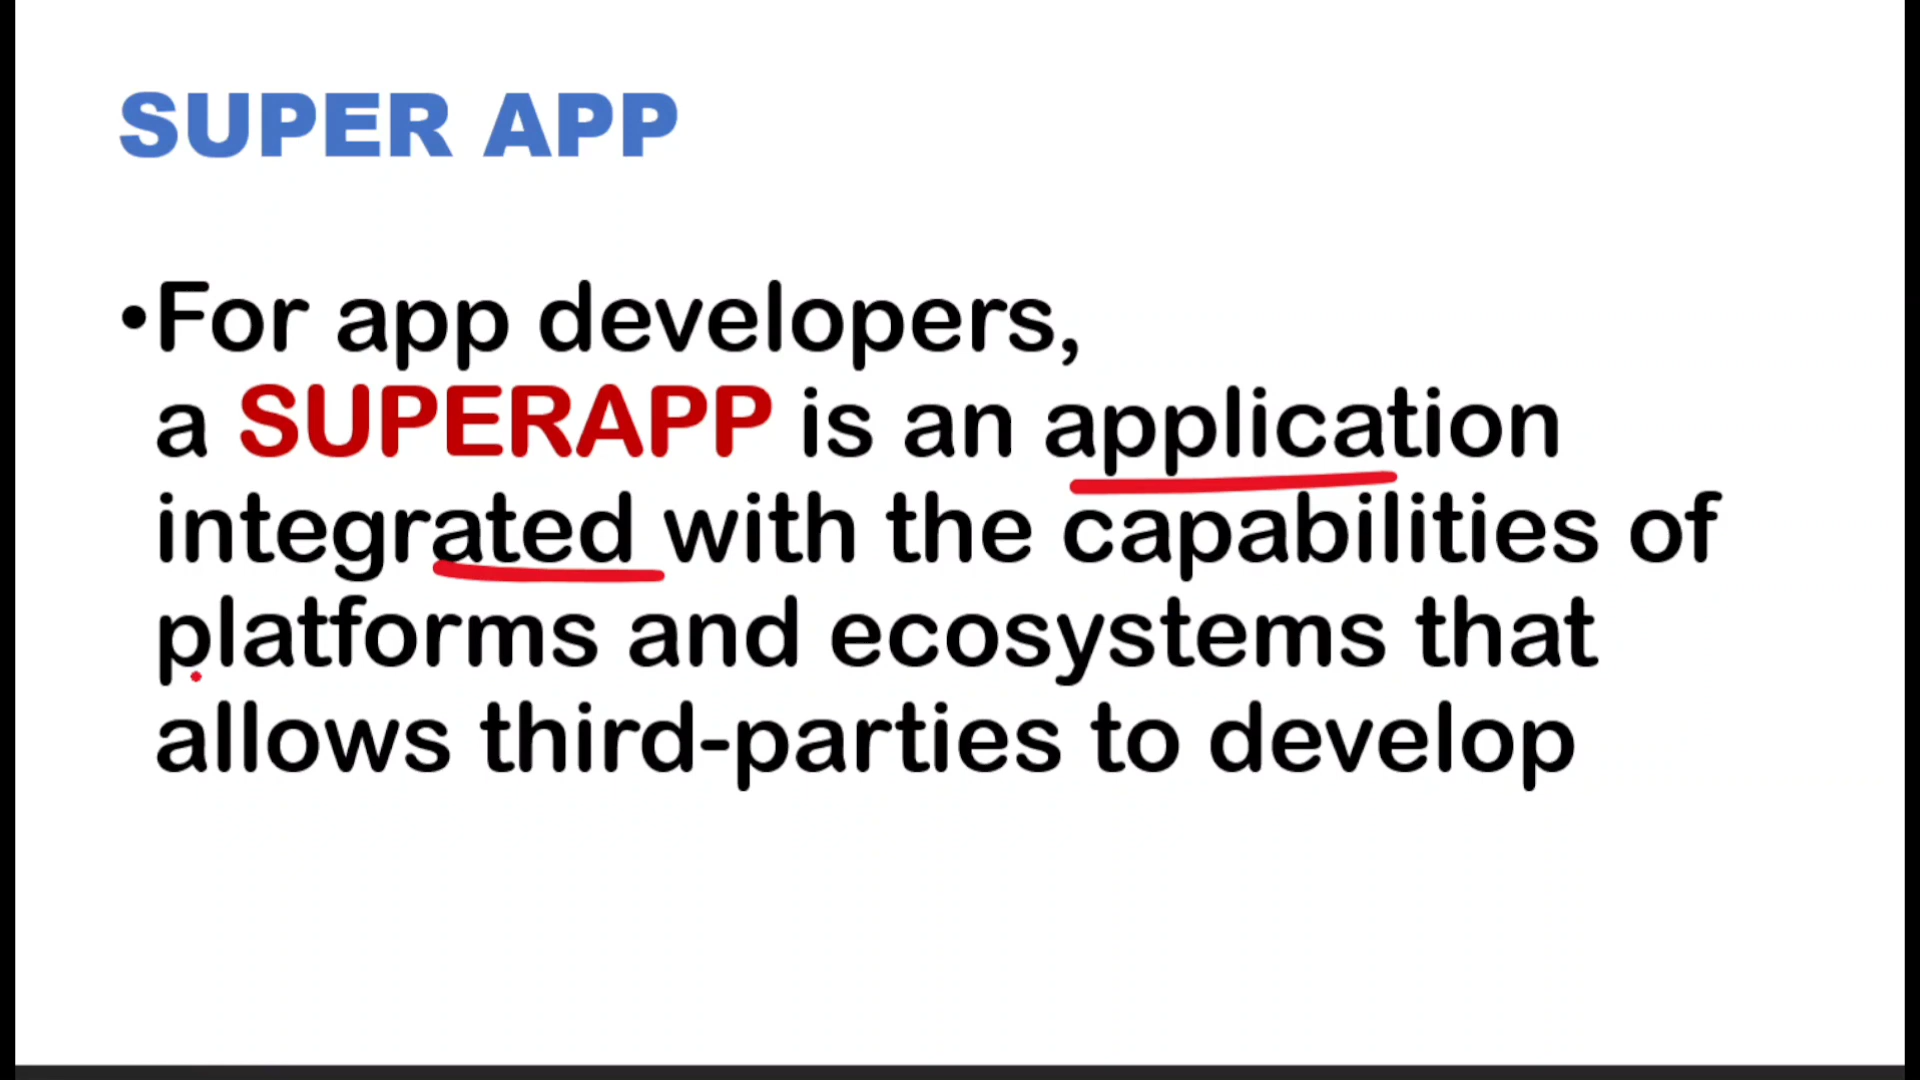 SUPER APP
•For app developers,
a SUPERAPP is an application
integrated with the capabilities of
platforms and ecosystems that
allows third-parties to develop